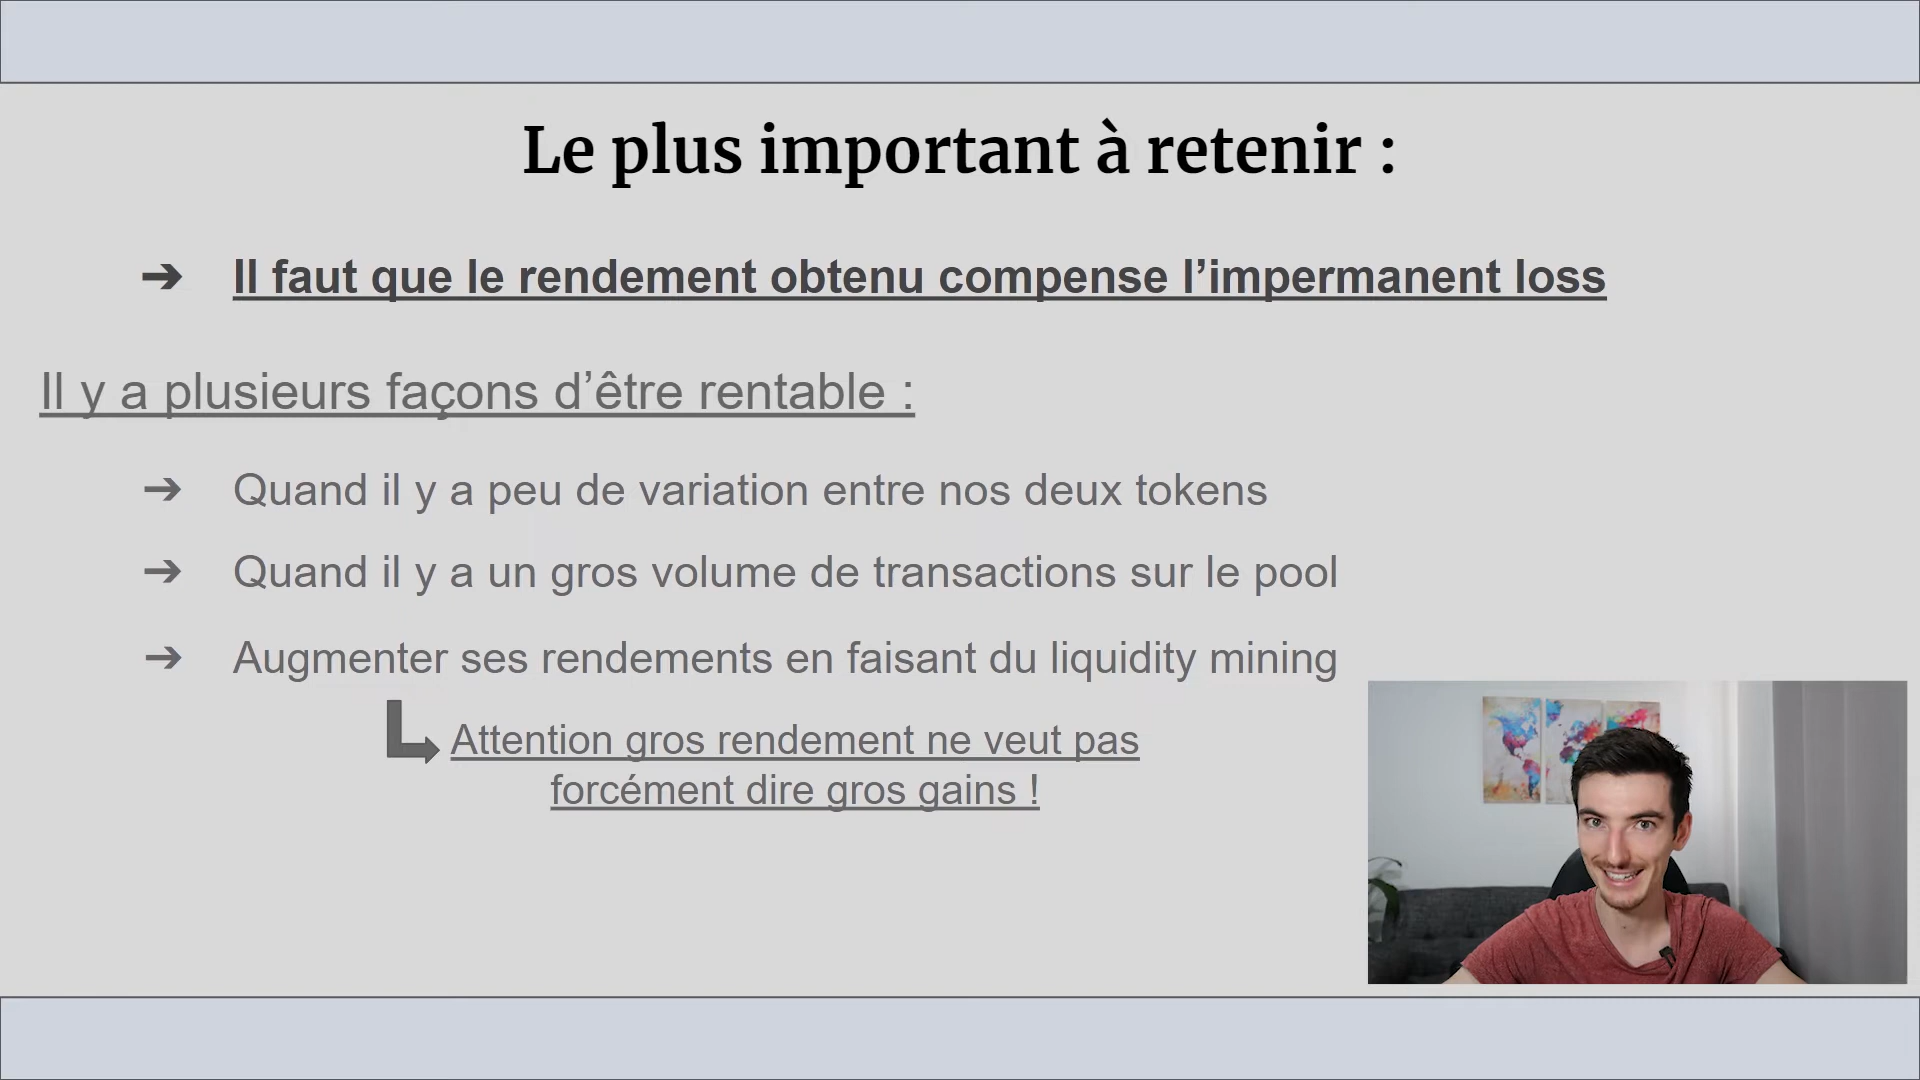 Le plus important à retenir :
➔ Il faut que le rendement obtenu compense l’impermanent loss
Il y a plusieurs façons d’être rentable :
➔ Quand il y a peu de variation entre nos deux tokens
➔ Quand il y a un gros volume de transactions sur le pool
➔ Augmenter ses rendements en faisant du liquidity mining
Attention gros rendement ne veut pas
forcément dire gros gains !